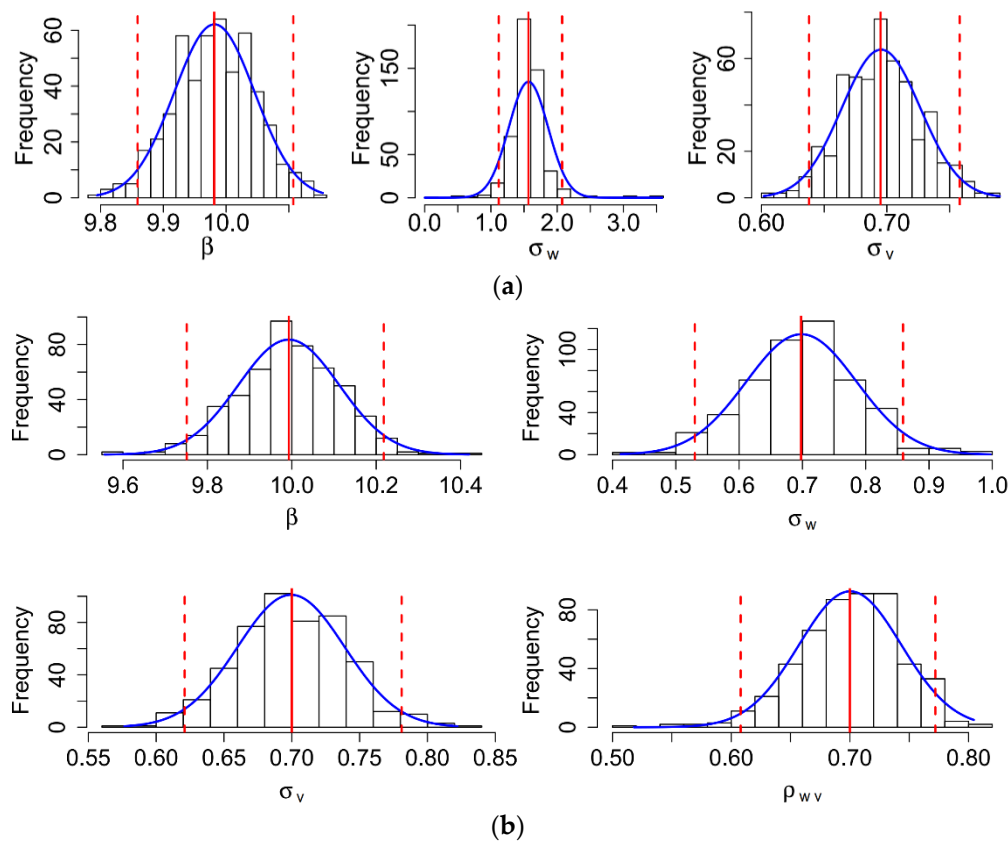 Frequency
0 20 40 60
9.8 9.9 10.0
β
Frequency
0 50 150
0.0 1.0 2.0 3.0
σw
Frequency
0 20 60
0.60 0.70
σv
(a)
Frequency
0 40 80
9.6 9.8 10.0 10.2 10.4
β
Frequency
0 40 100
0.4 0.5 0.6 0.7 0.8 0.9 1.0
σw
Frequency
0 40 80
0.55 0.60 0.65 0.70 0.75 0.80 0.85
σv
Frequency
0 40 80
0.50 0.60 0.70 0.80
ρwv
(b)